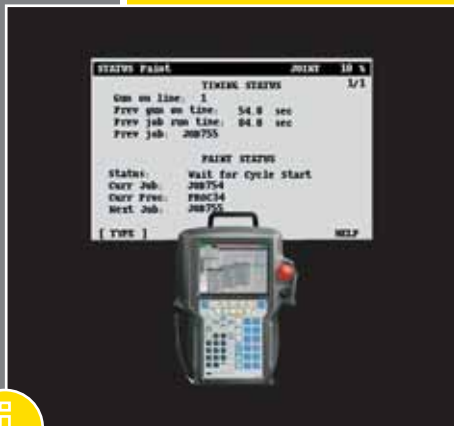 STATUS Paint JOINT 10 %
TIMING STATUS 1/1
Gun on line: 1
Prev gun on time: 54.0 sec
Prev job run time: 84.0 sec
Prev job: JOB755
PAINT STATUS
Status: Wait for Cycle Start
Curr Job: JOB754
Curr Proc: PROC34
Next Job: JOB755
[ TYPE ] HELP